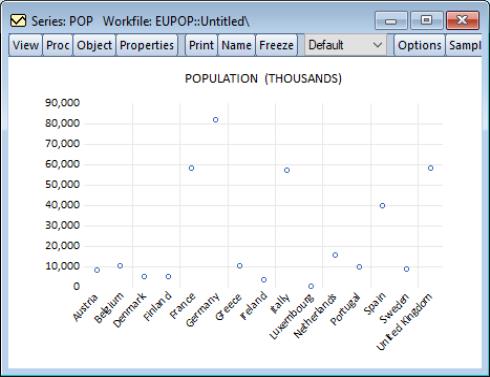 Series: POP Workfile: EUPOP::Untitled\
View Proc Object Properties Print Name Freeze Default Options Sampl
POPULATION (THOUSANDS)
90,000
80,000
70,000
60,000
50,000
40,000
30,000
20,000
10,000
0
Austria
Belgium
Denmark
Finland
France
Germany
Greece
Ireland
Itally
Luxembourg
Netherlands
Portugal
Spain
Sweden
United Kingdom